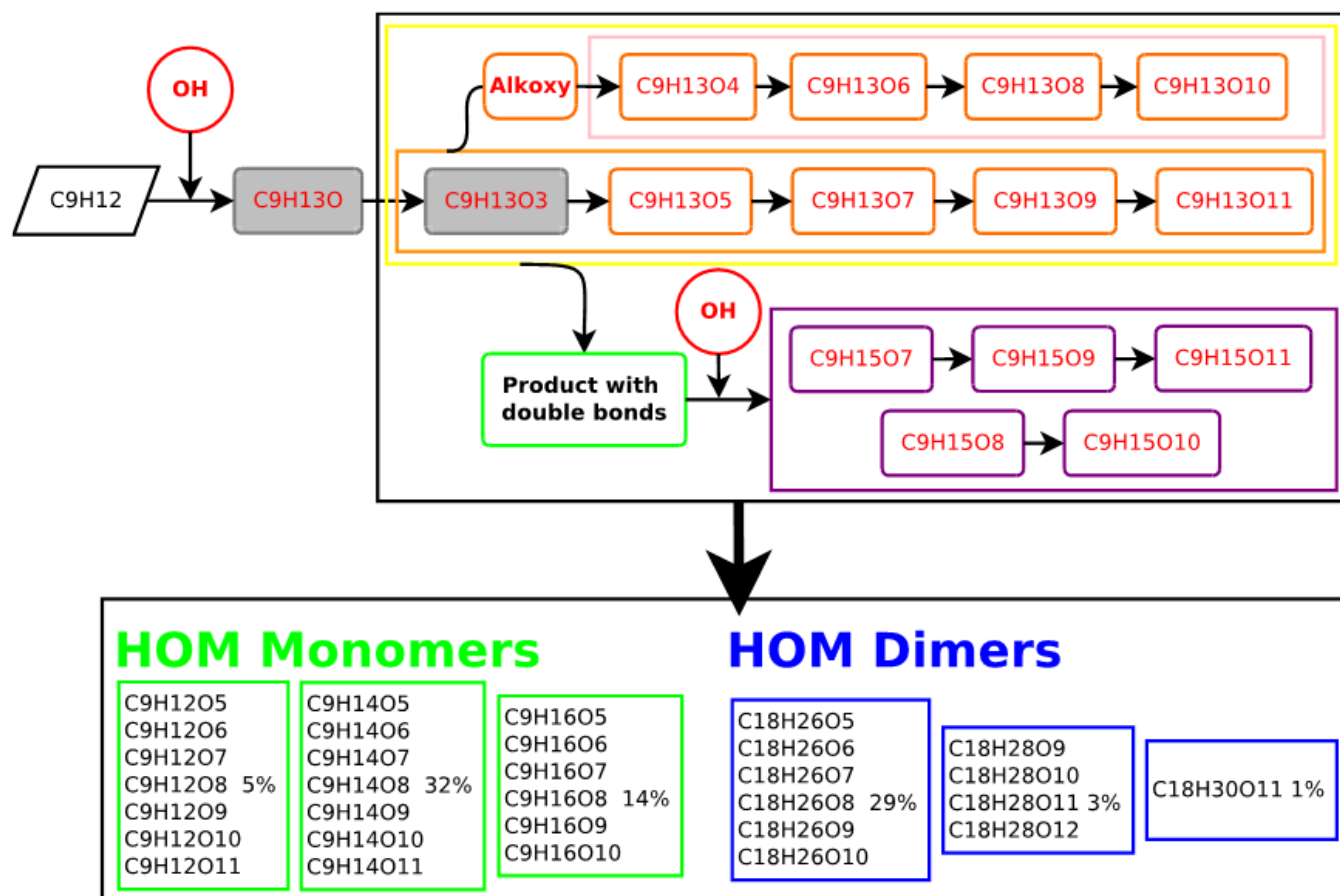 OH
Alkoxy
C9H13O4
C9H13O6
C9H13O8
C9H13O10
C9H12
C9H13O
C9H13O3
C9H13O5
C9H13O7
C9H13O9
C9H13O11
OH
Product with
double bonds
C9H15O7
C9H15O9
C9H15O11
C9H15O8
C9H15O10
HOM Monomers
C9H12O5
C9H12O6
C9H12O7
C9H12O8 5%
C9H12O9
C9H12O10
C9H12O11
C9H14O5
C9H14O6
C9H14O7
C9H14O8 32%
C9H14O9
C9H14O10
C9H14O11
C9H16O5
C9H16O6
C9H16O7
C9H16O8 14%
C9H16O9
C9H16O10
HOM Dimers
C18H26O5
C18H26O6
C18H26O7
C18H26O8 29%
C18H26O9
C18H26O10
C18H28O9
C18H28O10
C18H28O11 3%
C18H28O12
C18H30O11 1%